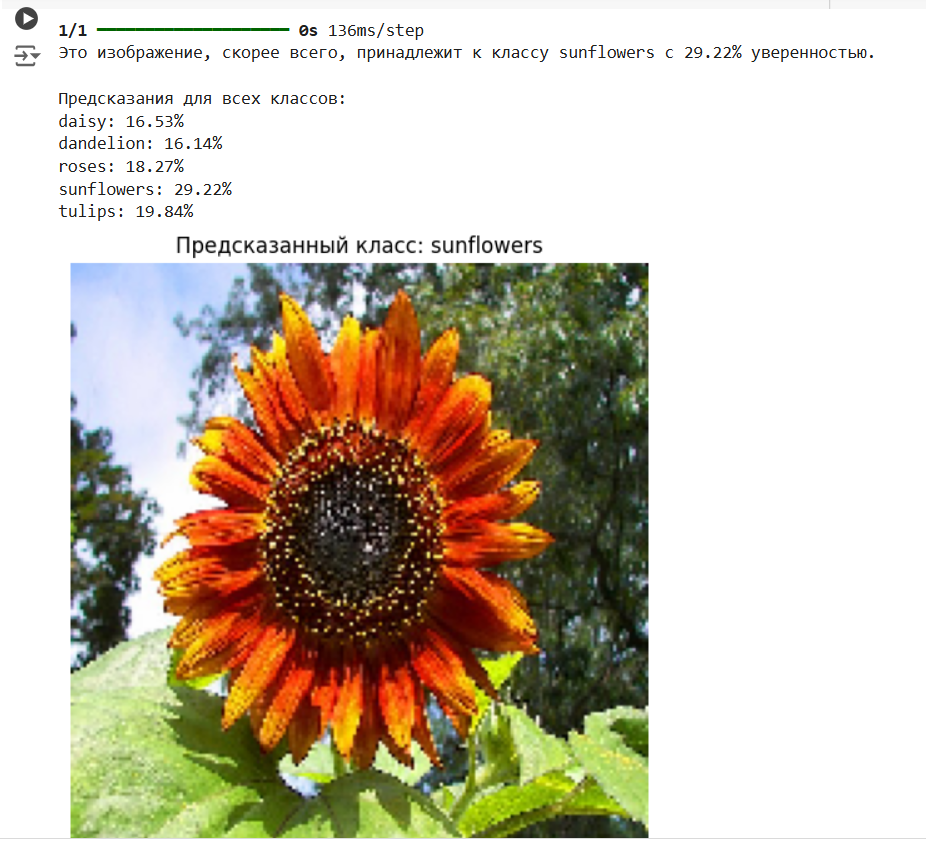 1/1 ━━━━━━━━━━━━━━━━━━━━ 0s 136ms/step
Это изображение, скорее всего, принадлежит к классу sunflowers с 29.22% уверенностью.
Предсказания для всех классов:
daisy: 16.53%
dandelion: 16.14%
roses: 18.27%
sunflowers: 29.22%
tulips: 19.84%
Предсказанный класс: sunflowers